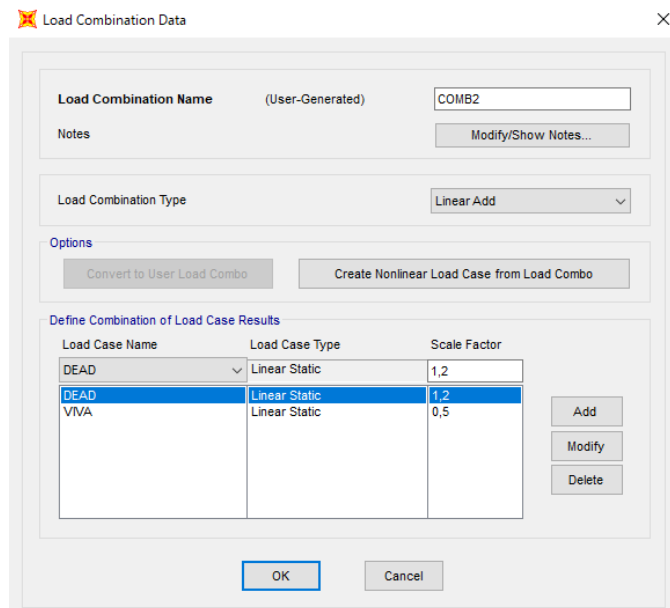 Load Combination Data
Load Combination Name (User-Generated) COMB2
Notes Modify/Show Notes...
Load Combination Type Linear Add
Options
Convert to User Load Combo Create Nonlinear Load Case from Load Combo
Define Combination of Load Case Results
Load Case Name Load Case Type Scale Factor
DEAD Linear Static 1,2
DEAD Linear Static 1,2
VIVA Linear Static 0,5
Add
Modify
Delete
OK Cancel